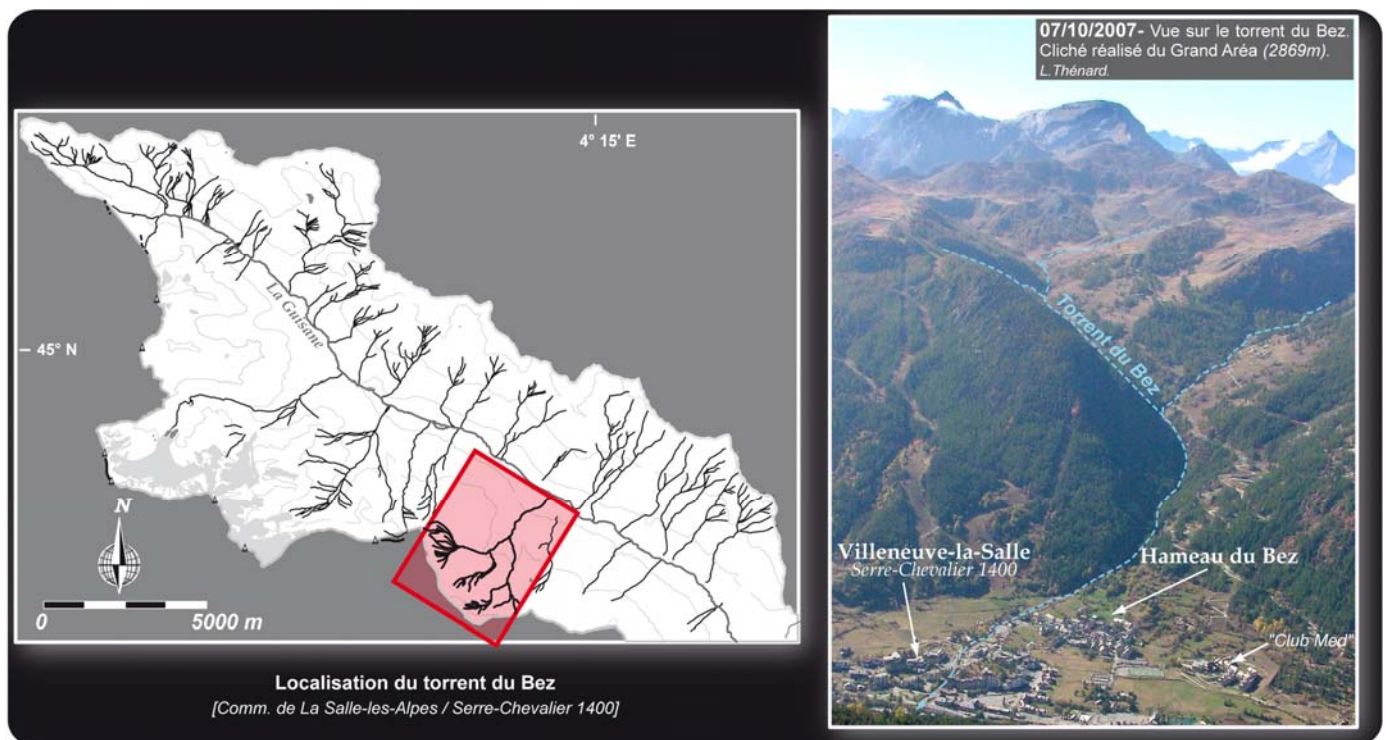 4° 15' E
45° N
La Guisane
N
0 5000 m
Localisation du torrent du Bez
[Comm. de La Salle-les-Alpes / Serre-Chevalier 1400]
07/10/2007- Vue sur le torrent du Bez.
Cliché réalisé du Grand Aréa (2869m).
L.Thénard.
Torrent du Bez
Villeneuve-la-Salle
Serre-Chevalier 1400
Hameau du Bez
"Club Med"